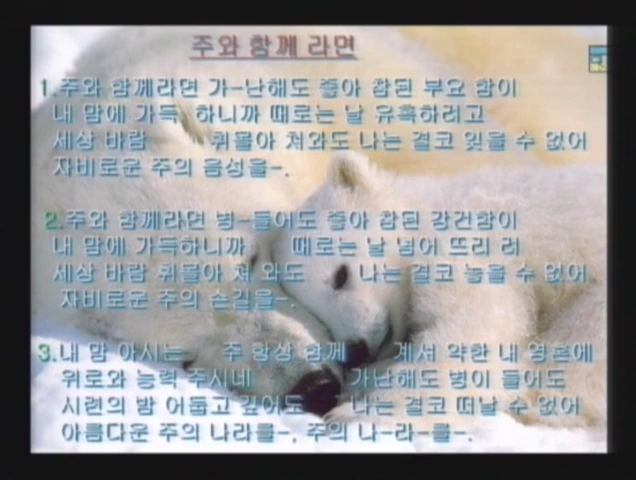 주와 함께 라면
1.주와 함께라면 가-난해도 좋아 참된 부요 함이
내 맘에 가득 하니까 때로는 날 유혹하려고
세상 바람 휘몰아 쳐와도 나는 결코 잊을 수 없어
자비로운 주의 음성을-.
2.주와 함께라면 병-들어도 좋아 참된 강건함이
내 맘에 가득하니까 때로는 날 넘어 뜨리 려
세상 바람 휘몰아 쳐 와도 나는 결코 놓을 수 없어
자비로운 주의 손길을-.
3.내 맘 아시는 주 항상 함께 계셔 약한 내 영혼에
위로와 능력 주시네 가난해도 병이 들어도
시련의 밤 어둡고 깊어도 나는 결코 떠날 수 없어
아름다운 주의 나라를-, 주의 나-라-를-.